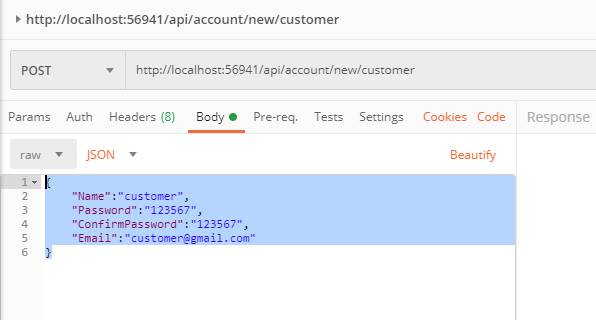 http://localhost:56941/api/account/new/customer
POST http://localhost:56941/api/account/new/customer
Params Auth Headers (8) Body Pre-req. Tests Settings Cookies Code Response
raw JSON Beautify
1 {
2 "Name":"customer",
3 "Password":"123567",
4 "ConfirmPassword":"123567",
5 "Email":"customer@gmail.com"
6 }